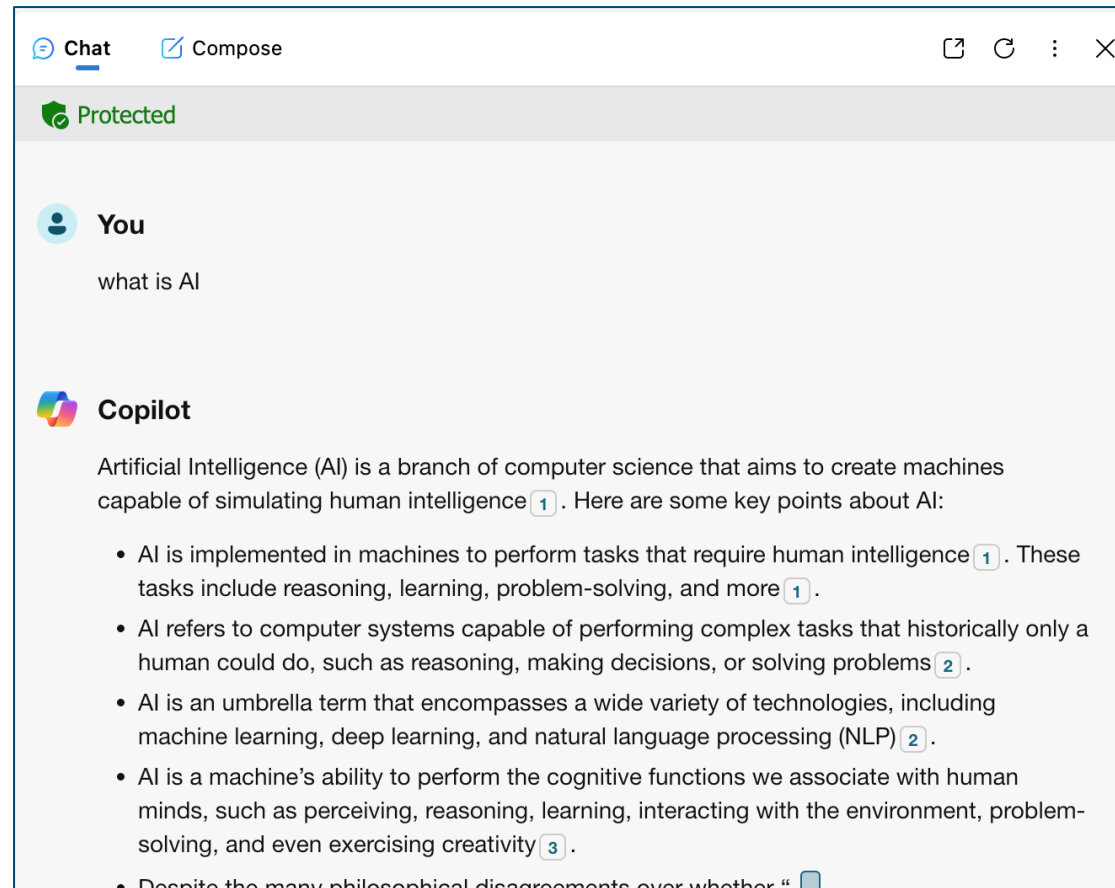 Chat Compose
Protected
You
what is AI
Copilot
Artificial Intelligence (AI) is a branch of computer science that aims to create machines
capable of simulating human intelligence 1 . Here are some key points about AI:
• AI is implemented in machines to perform tasks that require human intelligence 1 . These
tasks include reasoning, learning, problem-solving, and more 1 .
• AI refers to computer systems capable of performing complex tasks that historically only a
human could do, such as reasoning, making decisions, or solving problems 2 .
• AI is an umbrella term that encompasses a wide variety of technologies, including
machine learning, deep learning, and natural language processing (NLP) 2 .
• AI is a machine’s ability to perform the cognitive functions we associate with human
minds, such as perceiving, reasoning, learning, interacting with the environment, problem-
solving, and even exercising creativity 3 .
• Despite the many philosophical disagreements over whether “